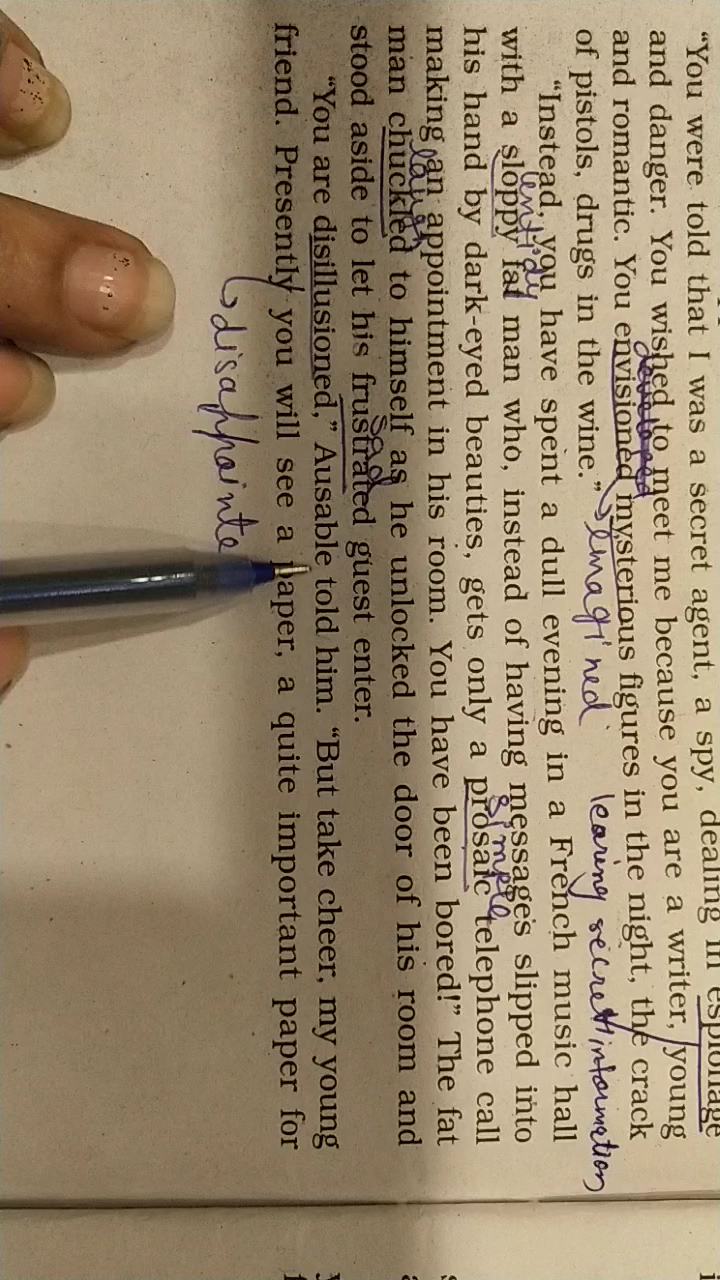 "You were told that I was a secret agent, a spy, dealing in espionage
and danger. You wished to meet me because you are a writer, young
developed
and romantic. You envisioned mysterious figures in the night, the crack
of pistols, drugs in the wine."
emagined learing secret information
"Instead, you have spent a dull evening in a French music hall
entidy
with a sloppy fat man who, instead of having messages slipped into
simple
his hand by dark-eyed beauties, gets only a prosaic telephone call
making an appointment in his room. You have been bored!" The fat
laugh
man chuckled to himself as he unlocked the door of his room and
sad
stood aside to let his frustrated guest enter.
"You are disillusioned," Ausable told him. "But take cheer, my young
friend. Presently you will see a paper, a quite important paper for
disappointe